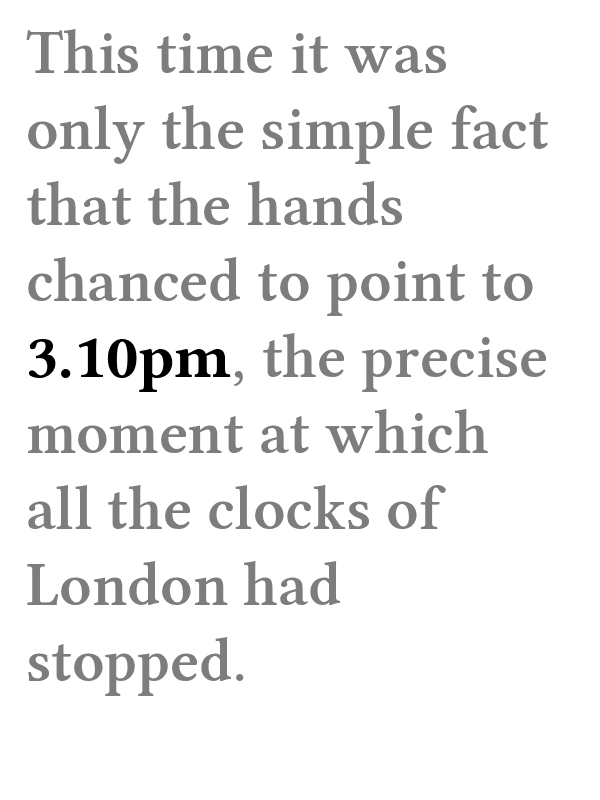 This time it was
only the simple fact
that the hands
chanced to point to
3.10pm, the precise
moment at which
all the clocks of
London had
stopped.